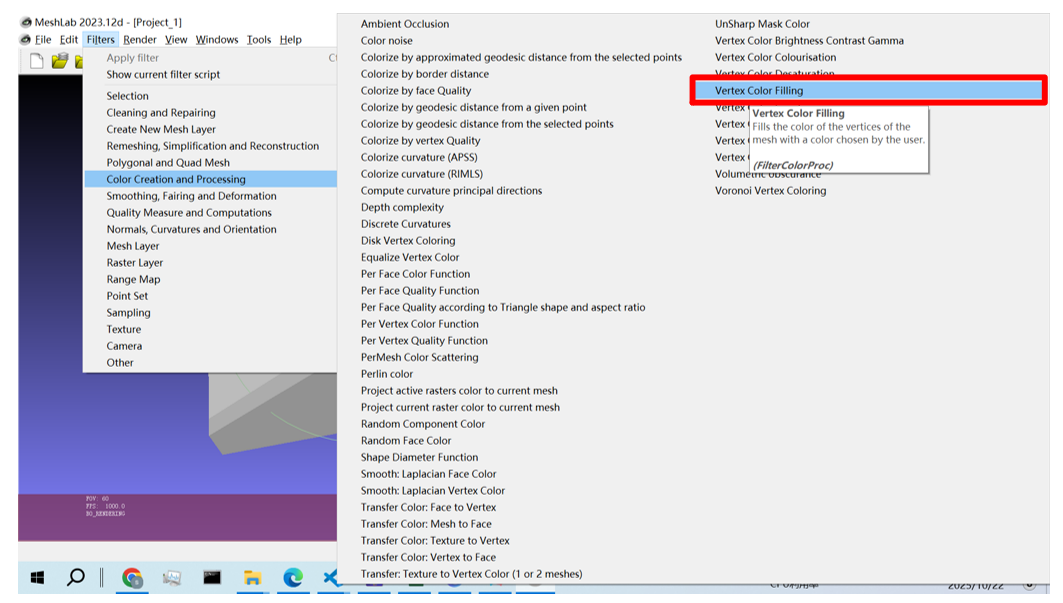 MeshLab 2023.12d - [Project_1]
File Edit Filters Render View Windows Tools Help
Apply filter
Show current filter script
Selection
Cleaning and Repairing
Create New Mesh Layer
Remeshing, Simplification and Reconstruction
Polygonal and Quad Mesh
Color Creation and Processing
Smoothing, Fairing and Deformation
Quality Measure and Computations
Normals, Curvatures and Orientation
Mesh Layer
Raster Layer
Range Map
Point Set
Sampling
Texture
Camera
Other
Ambient Occlusion
Color noise
Colorize by approximated geodesic distance from the selected points
Colorize by border distance
Colorize by face Quality
Colorize by geodesic distance from a given point
Colorize by geodesic distance from the selected points
Colorize by vertex Quality
Colorize curvature (APSS)
Colorize curvature (RIMLS)
Compute curvature principal directions
Depth complexity
Discrete Curvatures
Disk Vertex Coloring
Equalize Vertex Color
Per Face Color Function
Per Face Quality Function
Per Face Quality according to Triangle shape and aspect ratio
Per Vertex Color Function
Per Vertex Quality Function
PerMesh Color Scattering
Perlin color
Project active rasters color to current mesh
Project current raster color to current mesh
Random Component Color
Random Face Color
Shape Diameter Function
Smooth: Laplacian Face Color
Smooth: Laplacian Vertex Color
Transfer Color: Face to Vertex
Transfer Color: Mesh to Face
Transfer Color: Texture to Vertex
Transfer Color: Vertex to Face
Transfer: Texture to Vertex Color (1 or 2 meshes)
UnSharp Mask Color
Vertex Color Brightness Contrast Gamma
Vertex Color Colourisation
Vertex Color Desaturation
Vertex Color Filling
Vertex
Vertex
Vertex
Vertex
Volumetric obscurance
Voronoi Vertex Coloring
Vertex Color Filling
Fills the color of the vertices of the
mesh with a color chosen by the user.
(FilterColorProc)
FOV: 60
FPS: 1000.0
BO_RENDERING
2025/10/22